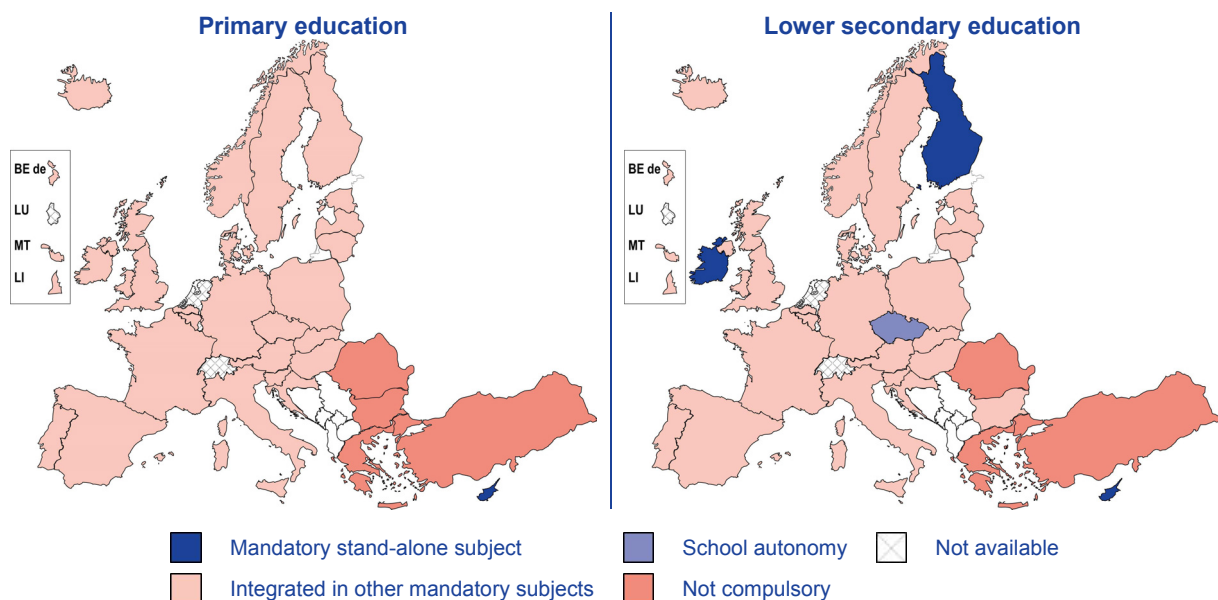 Primary education
Lower secondary education
BE de
LU
MT
LI
BE de
LU
MT
LI
Mandatory stand-alone subject
School autonomy
Not available
Integrated in other mandatory subjects
Not compulsory